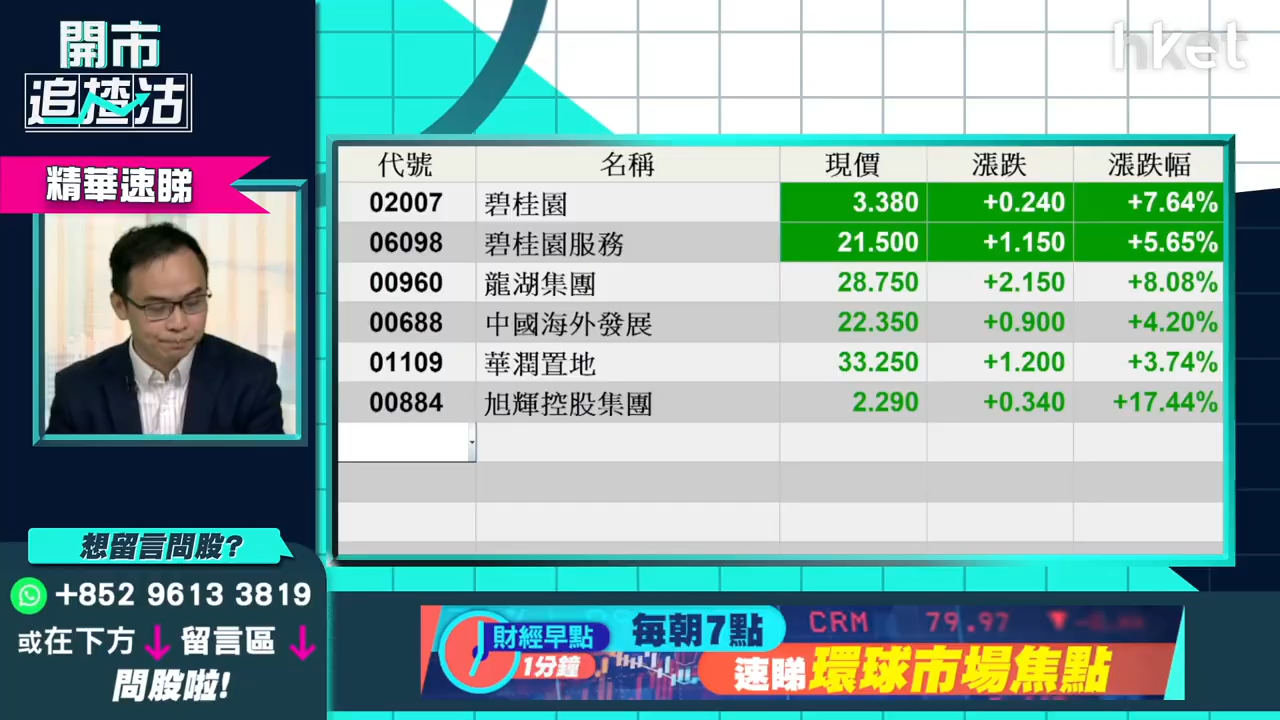 開市
追揸沽
精華速睇
hket
代號 名稱 現價 漲跌 漲跌幅
02007 碧桂園 3.380 +0.240 +7.64%
06098 碧桂園服務 21.500 +1.150 +5.65%
00960 龍湖集團 28.750 +2.150 +8.08%
00688 中國海外發展 22.350 +0.900 +4.20%
01109 華潤置地 33.250 +1.200 +3.74%
00884 旭輝控股集團 2.290 +0.340 +17.44%
想留言問股?
+852 9613 3819
或在下方 留言區
問股啦!
財經早點
1分鐘
每朝7點
速睇環球市場焦點
CRM 79.97